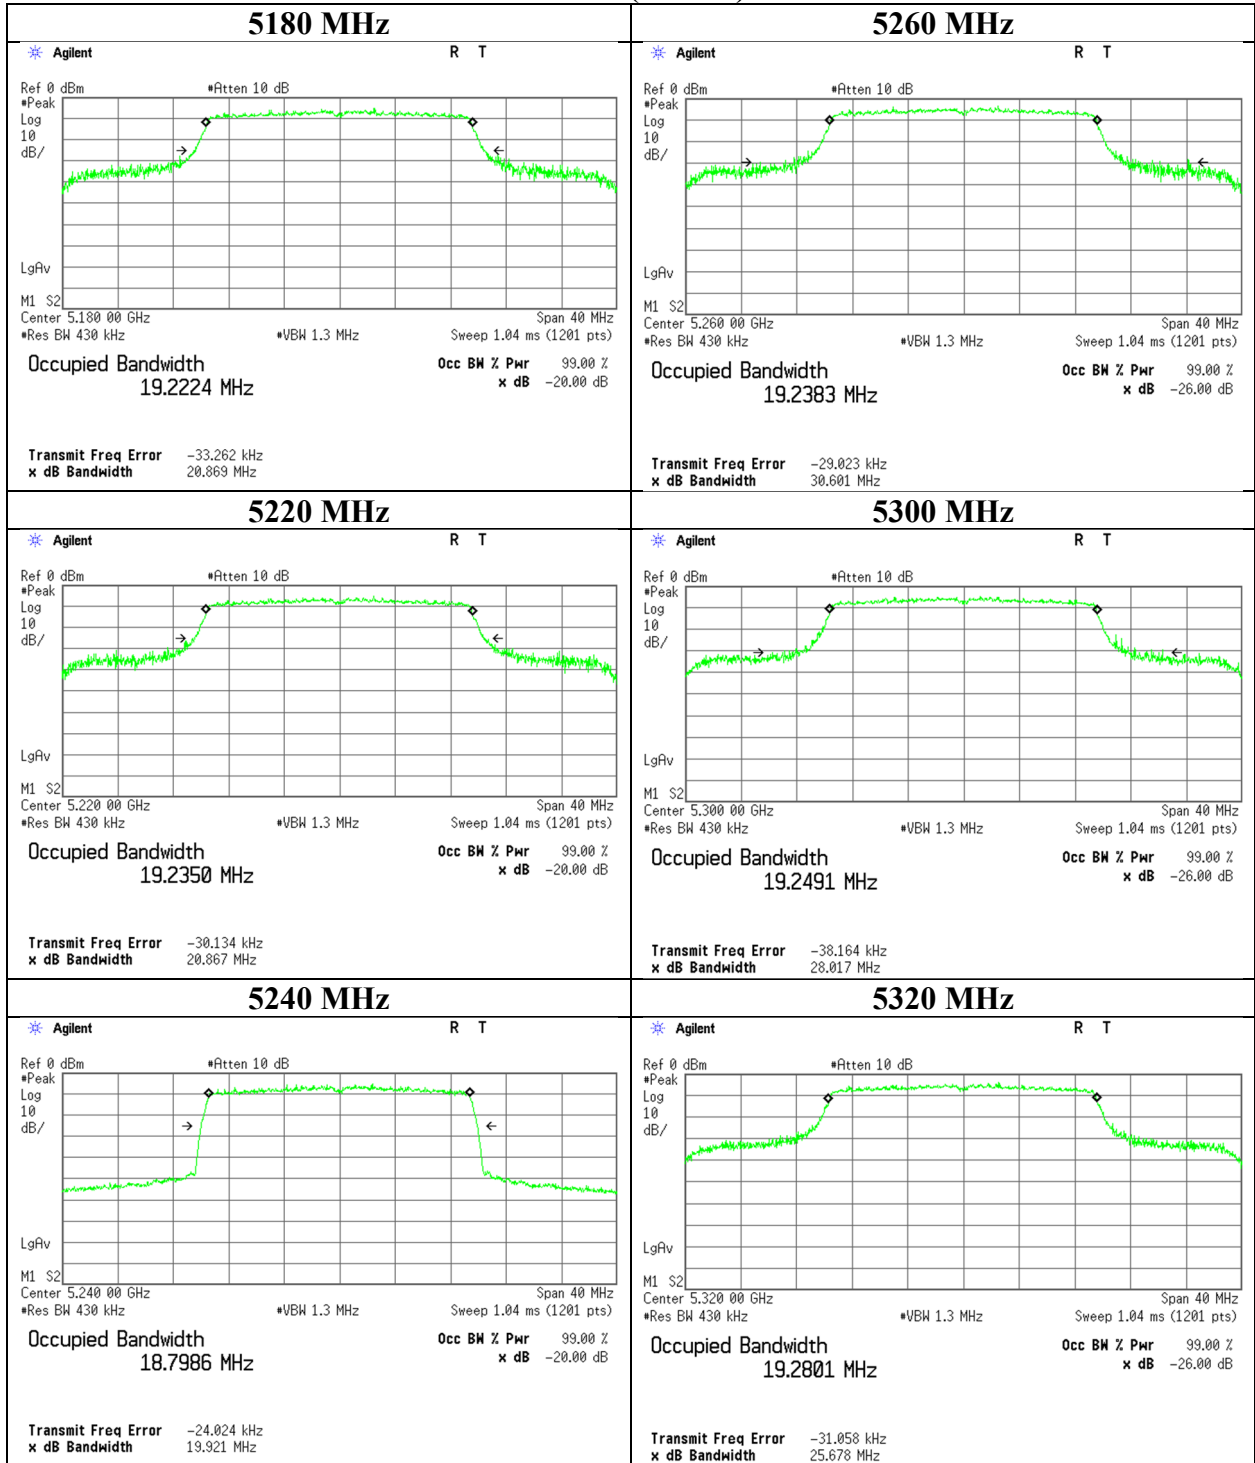 5180 MHz
Agilent R T
Ref 0 dBm #Atten 10 dB
#Peak
Log
10
dB/
LgAv
M1 S2
Center 5.180 00 GHz Span 40 MHz
#Res BW 430 kHz #VBW 1.3 MHz Sweep 1.04 ms (1201 pts)
Occupied Bandwidth Occ BW % Pwr 99.00 %
19.2224 MHz x dB -20.00 dB
Transmit Freq Error -33.262 kHz
x dB Bandwidth 20.869 MHz
5260 MHz
Agilent R T
Ref 0 dBm #Atten 10 dB
#Peak
Log
10
dB/
LgAv
M1 S2
Center 5.260 00 GHz Span 40 MHz
#Res BW 430 kHz #VBW 1.3 MHz Sweep 1.04 ms (1201 pts)
Occupied Bandwidth Occ BW % Pwr 99.00 %
19.2383 MHz x dB -26.00 dB
Transmit Freq Error -29.023 kHz
x dB Bandwidth 30.601 MHz
5220 MHz
Agilent R T
Ref 0 dBm #Atten 10 dB
#Peak
Log
10
dB/
LgAv
M1 S2
Center 5.220 00 GHz Span 40 MHz
#Res BW 430 kHz #VBW 1.3 MHz Sweep 1.04 ms (1201 pts)
Occupied Bandwidth Occ BW % Pwr 99.00 %
19.2350 MHz x dB -20.00 dB
Transmit Freq Error -30.134 kHz
x dB Bandwidth 20.867 MHz
5300 MHz
Agilent R T
Ref 0 dBm #Atten 10 dB
#Peak
Log
10
dB/
LgAv
M1 S2
Center 5.300 00 GHz Span 40 MHz
#Res BW 430 kHz #VBW 1.3 MHz Sweep 1.04 ms (1201 pts)
Occupied Bandwidth Occ BW % Pwr 99.00 %
19.2491 MHz x dB -26.00 dB
Transmit Freq Error -38.164 kHz
x dB Bandwidth 28.017 MHz
5240 MHz
Agilent R T
Ref 0 dBm #Atten 10 dB
#Peak
Log
10
dB/
LgAv
M1 S2
Center 5.240 00 GHz Span 40 MHz
#Res BW 430 kHz #VBW 1.3 MHz Sweep 1.04 ms (1201 pts)
Occupied Bandwidth Occ BW % Pwr 99.00 %
18.7986 MHz x dB -20.00 dB
Transmit Freq Error -24.024 kHz
x dB Bandwidth 19.921 MHz
5320 MHz
Agilent R T
Ref 0 dBm #Atten 10 dB
#Peak
Log
10
dB/
LgAv
M1 S2
Center 5.320 00 GHz Span 40 MHz
#Res BW 430 kHz #VBW 1.3 MHz Sweep 1.04 ms (1201 pts)
Occupied Bandwidth Occ BW % Pwr 99.00 %
19.2801 MHz x dB -26.00 dB
Transmit Freq Error -31.058 kHz
x dB Bandwidth 25.678 MHz